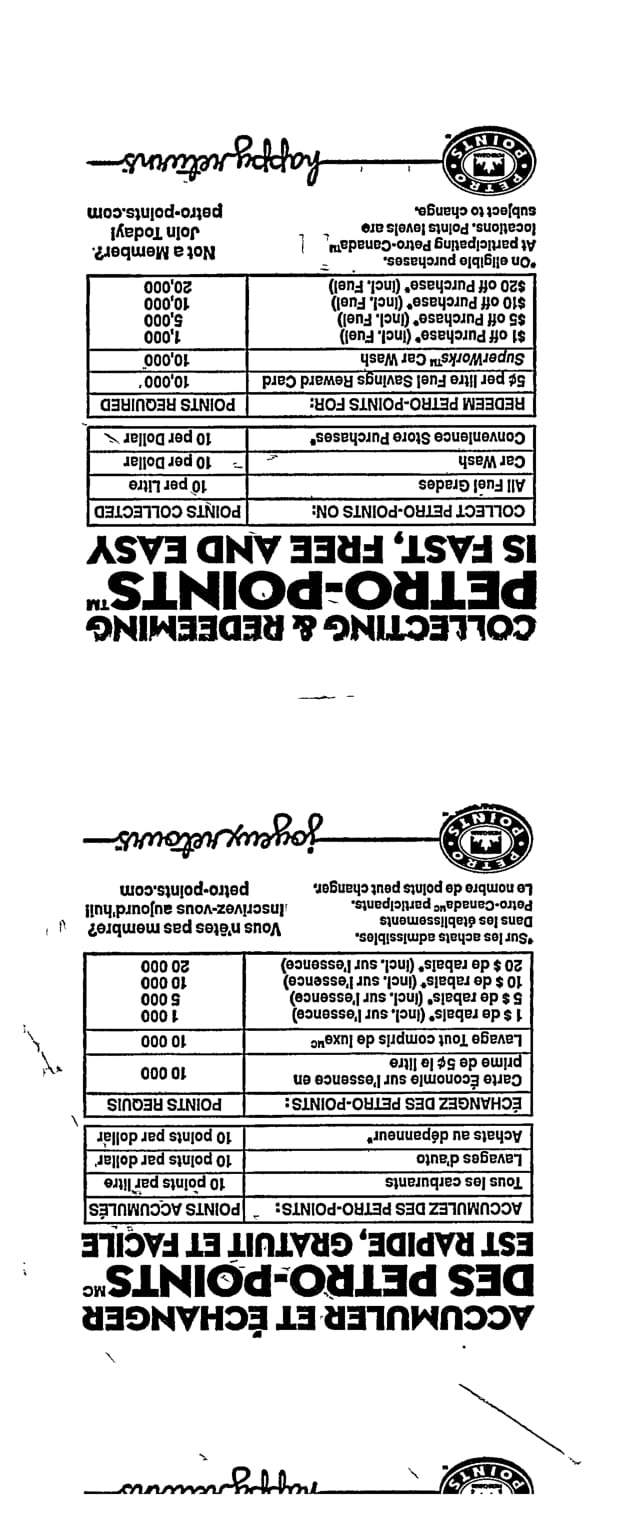 POINTS
happy returns
ACCUMULER ET ÉCHANGER
DES PETRO-POINTS MC
EST RAPIDE, GRATUIT ET FACILE
ACCUMULEZ DES PETRO-POINTS: POINTS ACCUMULÉS
Tous les carburants 10 points par litre
Lavages d'auto 10 points par dollar
Achats au dépanneur* 10 points par dollar
ÉCHANGEZ DES PETRO-POINTS: POINTS REQUIS
Carte Économie sur l'essence en
prime de 5¢ le litre 10 000
Lavage Tout compris de luxe MC 10 000
1 $ de rabais* (incl. sur l'essence) 1 000
5 $ de rabais* (incl. sur l'essence) 5 000
10 $ de rabais* (incl. sur l'essence) 10 000
20 $ de rabais* (incl. sur l'essence) 20 000
*Sur les achats admissibles.
Dans les établissements
Petro-Canada MC participants.
Le nombre de points peut changer.
Vous n'êtes pas membre?
Inscrivez-vous aujourd'hui!
petro-points.com
PETRO
POINTS
joyeux retours
COLLECTING & REDEEMING
PETRO-POINTS™
IS FAST, FREE AND EASY
COLLECT PETRO-POINTS ON: POINTS COLLECTED
All Fuel Grades 10 per Litre
Car Wash 10 per Dollar
Convenience Store Purchases* 10 per Dollar
REDEEM PETRO-POINTS FOR: POINTS REQUIRED
5¢ per litre Fuel Savings Reward Card 10,000
SuperWorks™ Car Wash 10,000
$1 off Purchase* (Incl. Fuel) 1,000
$5 off Purchase* (Incl. Fuel) 5,000
$10 off Purchase* (Incl. Fuel) 10,000
$20 off Purchase* (Incl. Fuel) 20,000
*On eligible purchases.
At participating Petro-Canada™
locations. Points levels are
subject to change.
Not a Member?
Join Today!
petro-points.com
PETRO
POINTS
happy returns